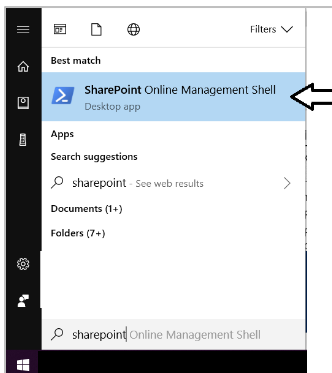 Filters
Best match
SharePoint Online Management Shell
Desktop app
Apps
Search suggestions
sharepoint - See web results
Documents (1+)
Folders (7+)
sharepoint Online Management Shell